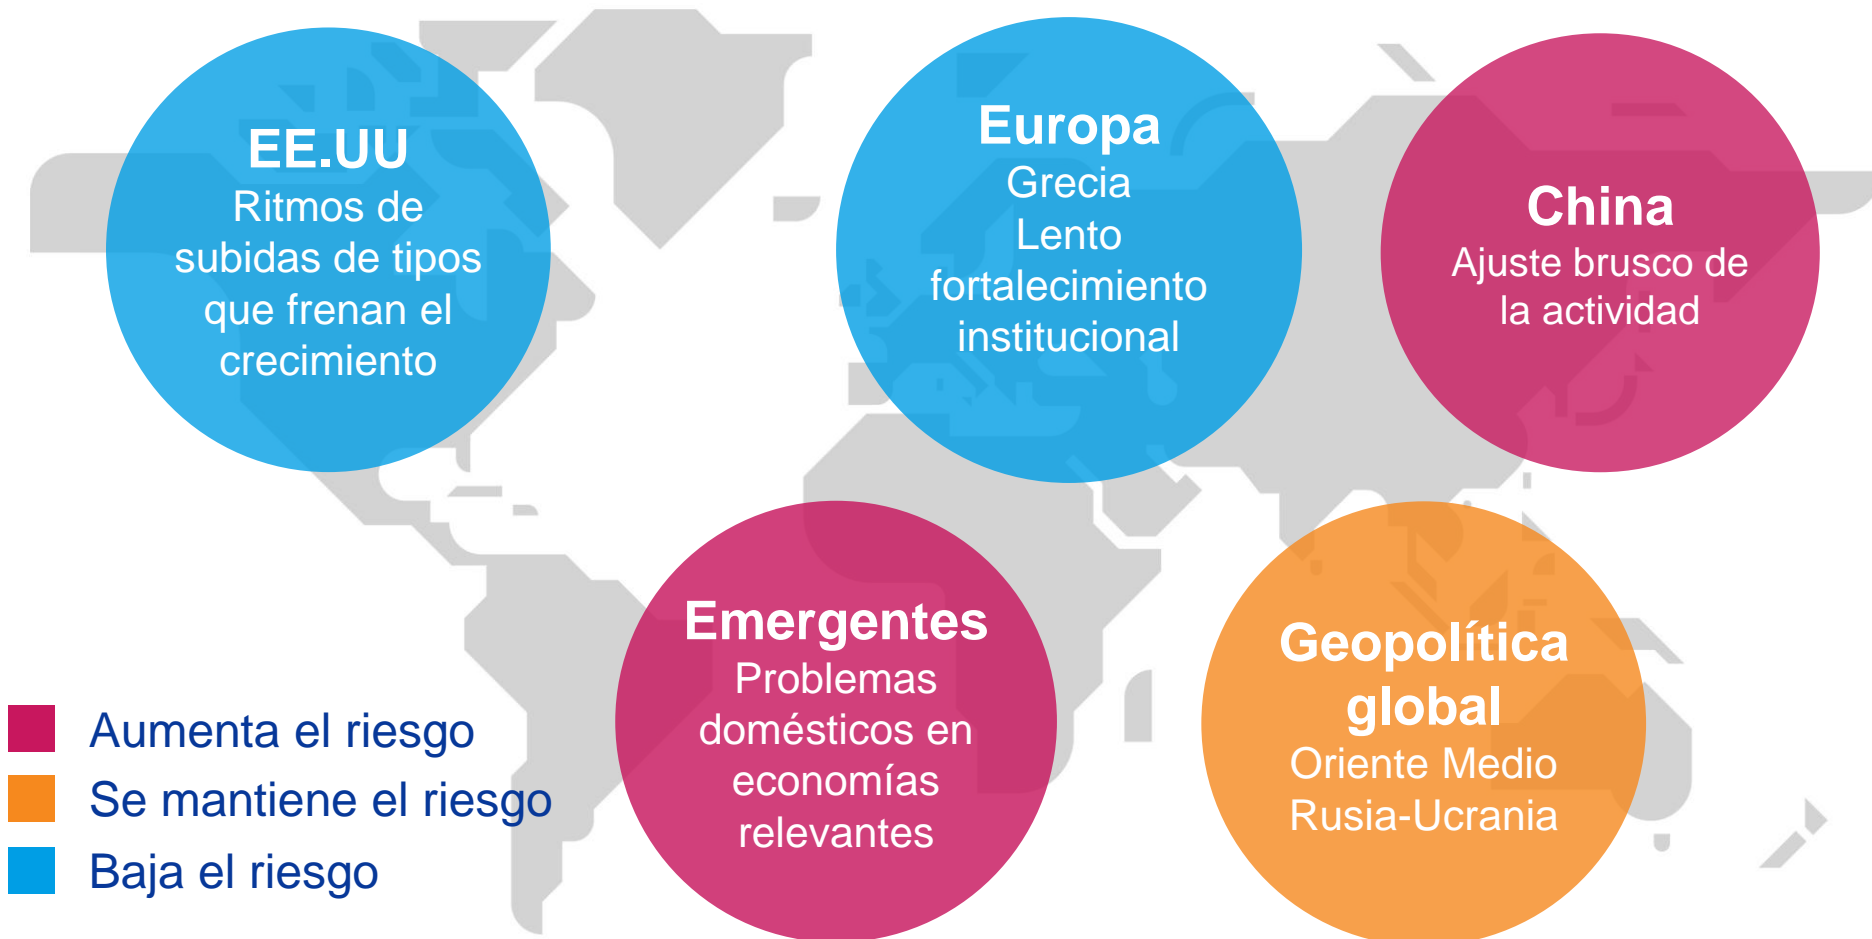 EE.UU
Ritmos de
subidas de tipos
que frenan el
crecimiento
Europa
Grecia
Lento
fortalecimiento
institucional
China
Ajuste brusco de
la actividad
Emergentes
Problemas
domésticos en
economías
relevantes
Geopolítica
global
Oriente Medio
Rusia-Ucrania
Aumenta el riesgo
Se mantiene el riesgo
Baja el riesgo